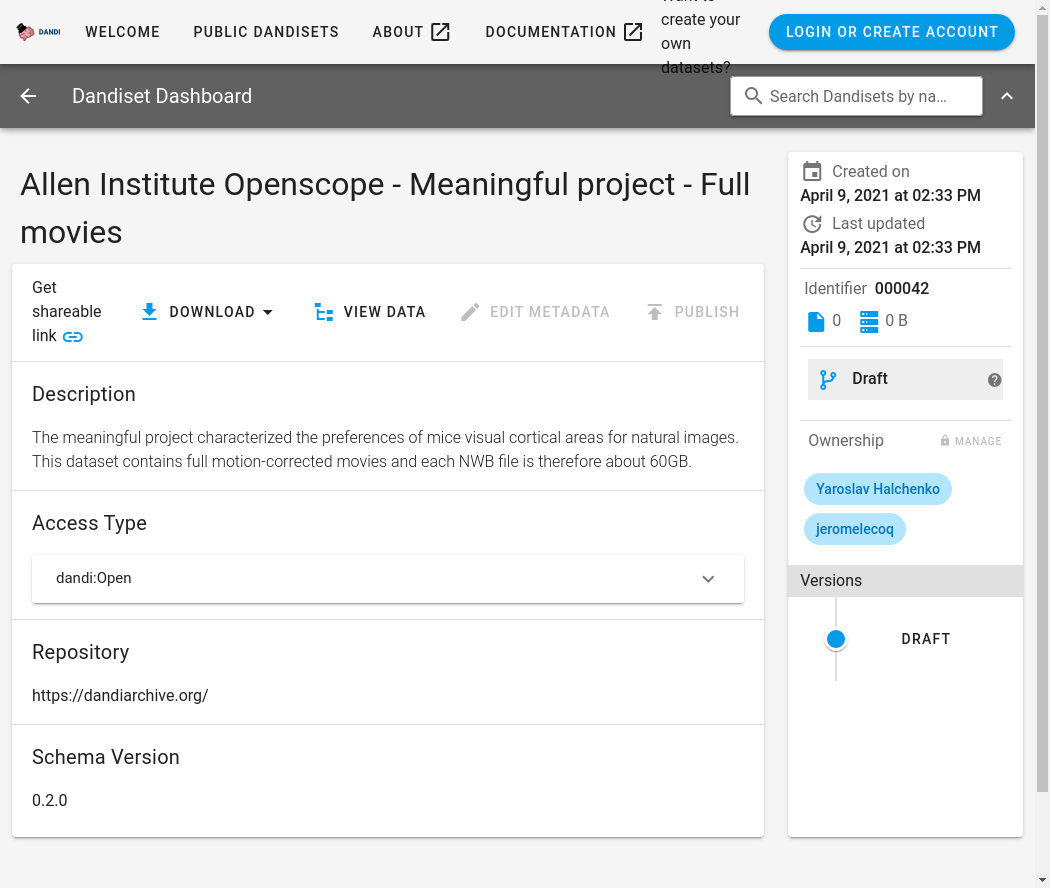 DANDI
WELCOME
PUBLIC DANDISETS
ABOUT
DOCUMENTATION
Want to
create your
own
datasets?
LOGIN OR CREATE ACCOUNT
Dandiset Dashboard
Search Dandisets by na…
Allen Institute Openscope - Meaningful project - Full
movies
Get
shareable
link
DOWNLOAD
VIEW DATA
EDIT METADATA
PUBLISH
Description
The meaningful project characterized the preferences of mice visual cortical areas for natural images.
This dataset contains full motion-corrected movies and each NWB file is therefore about 60GB.
Access Type
dandi:Open
Repository
https://dandiarchive.org/
Schema Version
0.2.0
Created on
April 9, 2021 at 02:33 PM
Last updated
April 9, 2021 at 02:33 PM
Identifier 000042
0
0 B
Draft
?
Ownership
MANAGE
Yaroslav Halchenko
jeromelecoq
Versions
DRAFT